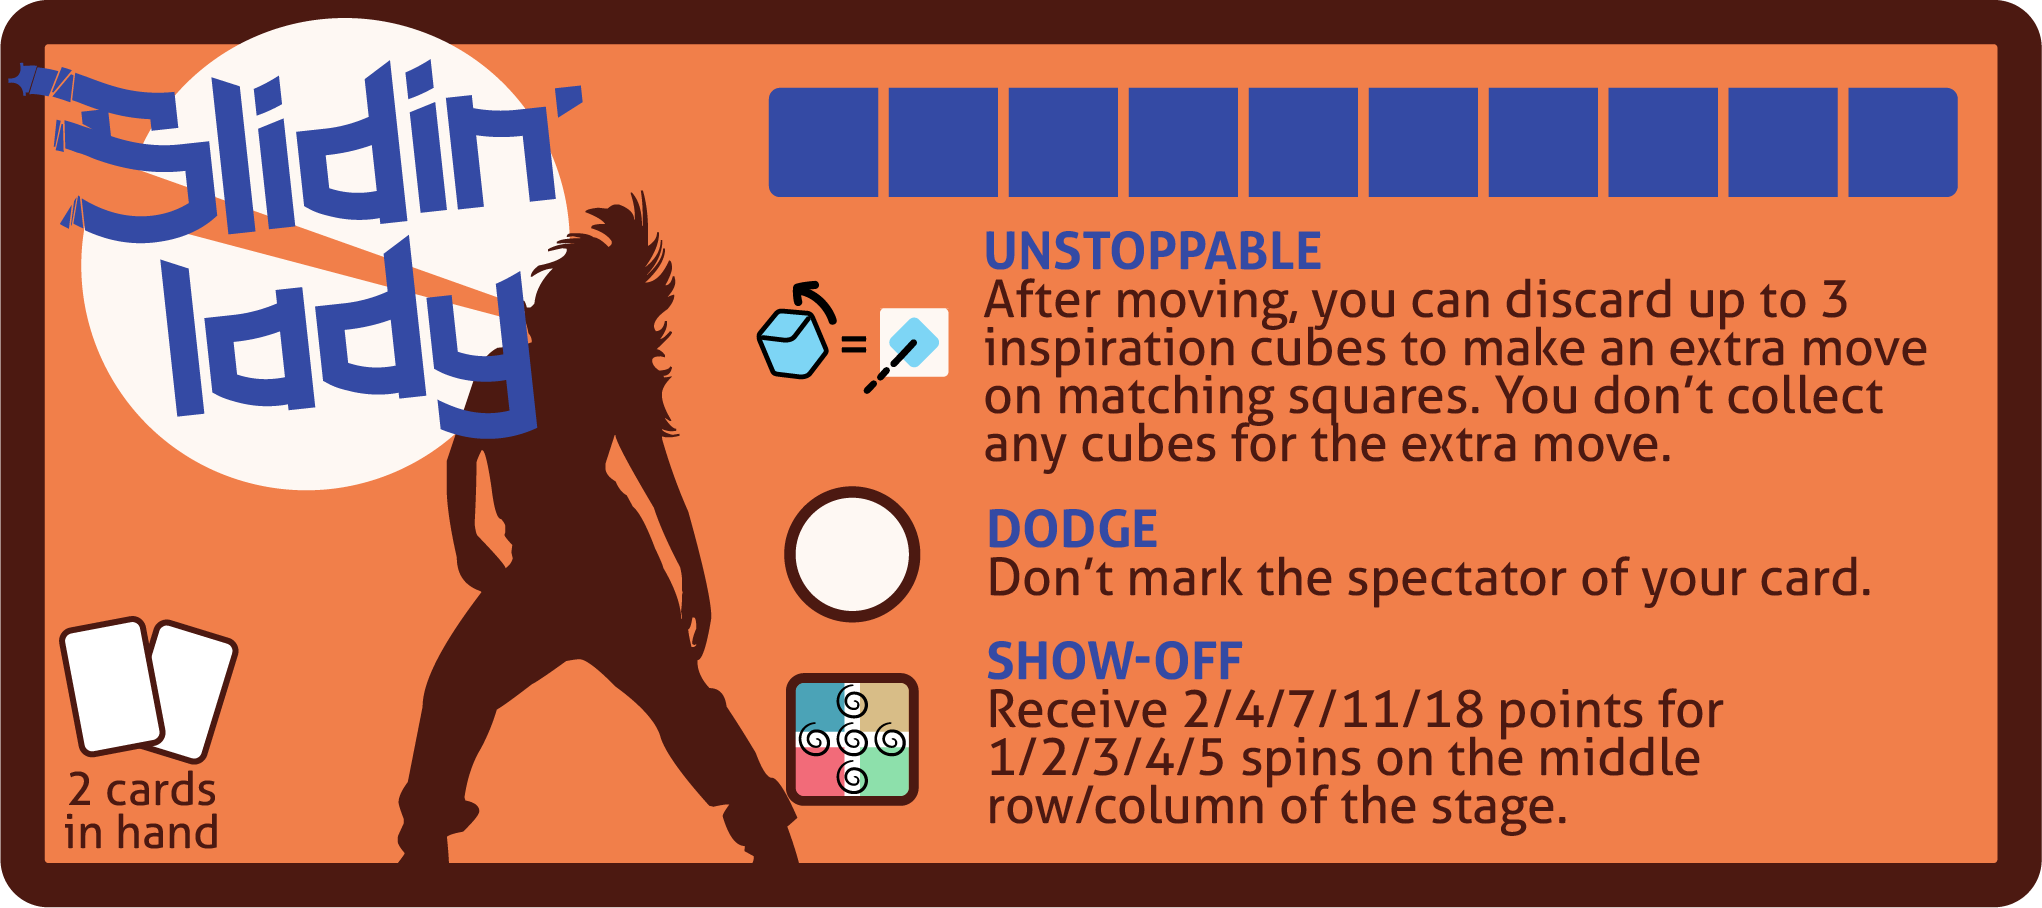 Slidin'
lady
UNSTOPPABLE
After moving, you can discard up to 3
inspiration cubes to make an extra move
on matching squares. You don't collect
any cubes for the extra move.
=
DODGE
Don't mark the spectator of your card.
SHOW-OFF
Receive 2/4/7/11/18 points for
1/2/3/4/5 spins on the middle
row/column of the stage.
2 cards
in hand